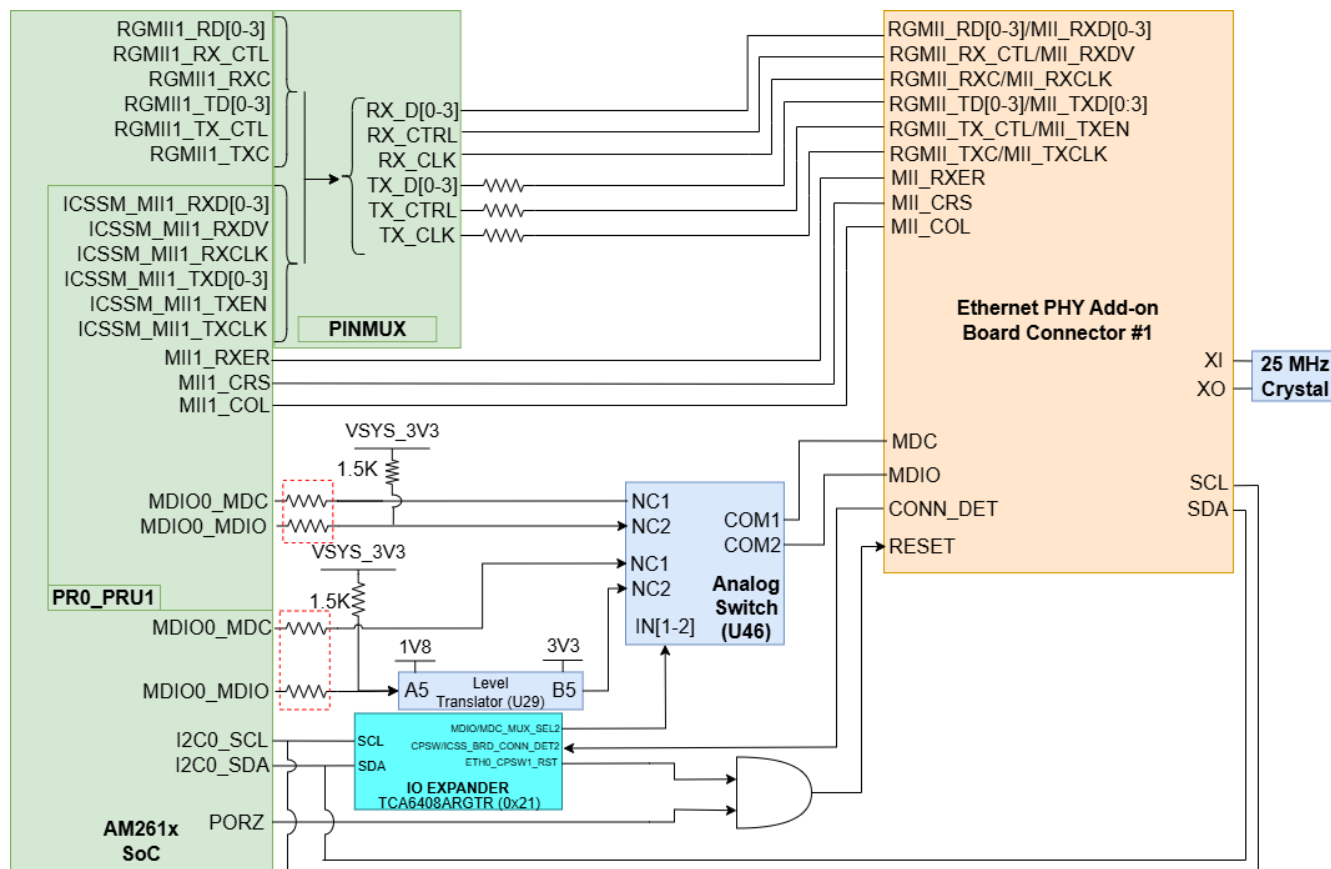 RGMII1_RD[0-3]
RGMII1_RX_CTL
RGMII1_RXC
RGMII1_TD[0-3]
RGMII1_TX_CTL
RGMII1_TXC
ICSSM_MII1_RXD[0-3]
ICSSM_MII1_RXDV
ICSSM_MII1_RXCLK
ICSSM_MII1_TXD[0-3]
ICSSM_MII1_TXEN
ICSSM_MII1_TXCLK
MII1_RXER
MII1_CRS
MII1_COL
MDIO0_MDC
MDIO0_MDIO
PR0_PRU1
MDIO0_MDC
MDIO0_MDIO
I2C0_SCL
I2C0_SDA
PORZ
AM261x
SoC
RX_D[0-3]
RX_CTRL
RX_CLK
TX_D[0-3]
TX_CTRL
TX_CLK
PINMUX
VSYS_3V3
1.5K
VSYS_3V3
1.5K
1V8
3V3
A5
Level
Translator (U29)
B5
SCL
SDA
MDIO/MDC_MUX_SEL2
CPSW/ICSS_BRD_CONN_DET2
ETH0_CPSW1_RST
IO EXPANDER
TCA6408ARGTR (0x21)
NC1
NC2
NC1
NC2
COM1
COM2
Analog
Switch
(U46)
IN[1-2]
RGMII_RD[0-3]/MII_RXD[0-3]
RGMII_RX_CTL/MII_RXDV
RGMII_RXC/MII_RXCLK
RGMII_TD[0-3]/MII_TXD[0:3]
RGMII_TX_CTL/MII_TXEN
RGMII_TXC/MII_TXCLK
MII_RXER
MII_CRS
MII_COL
Ethernet PHY Add-on
Board Connector #1
XI
XO
MDC
MDIO
CONN_DET
RESET
SCL
SDA
25 MHz
Crystal